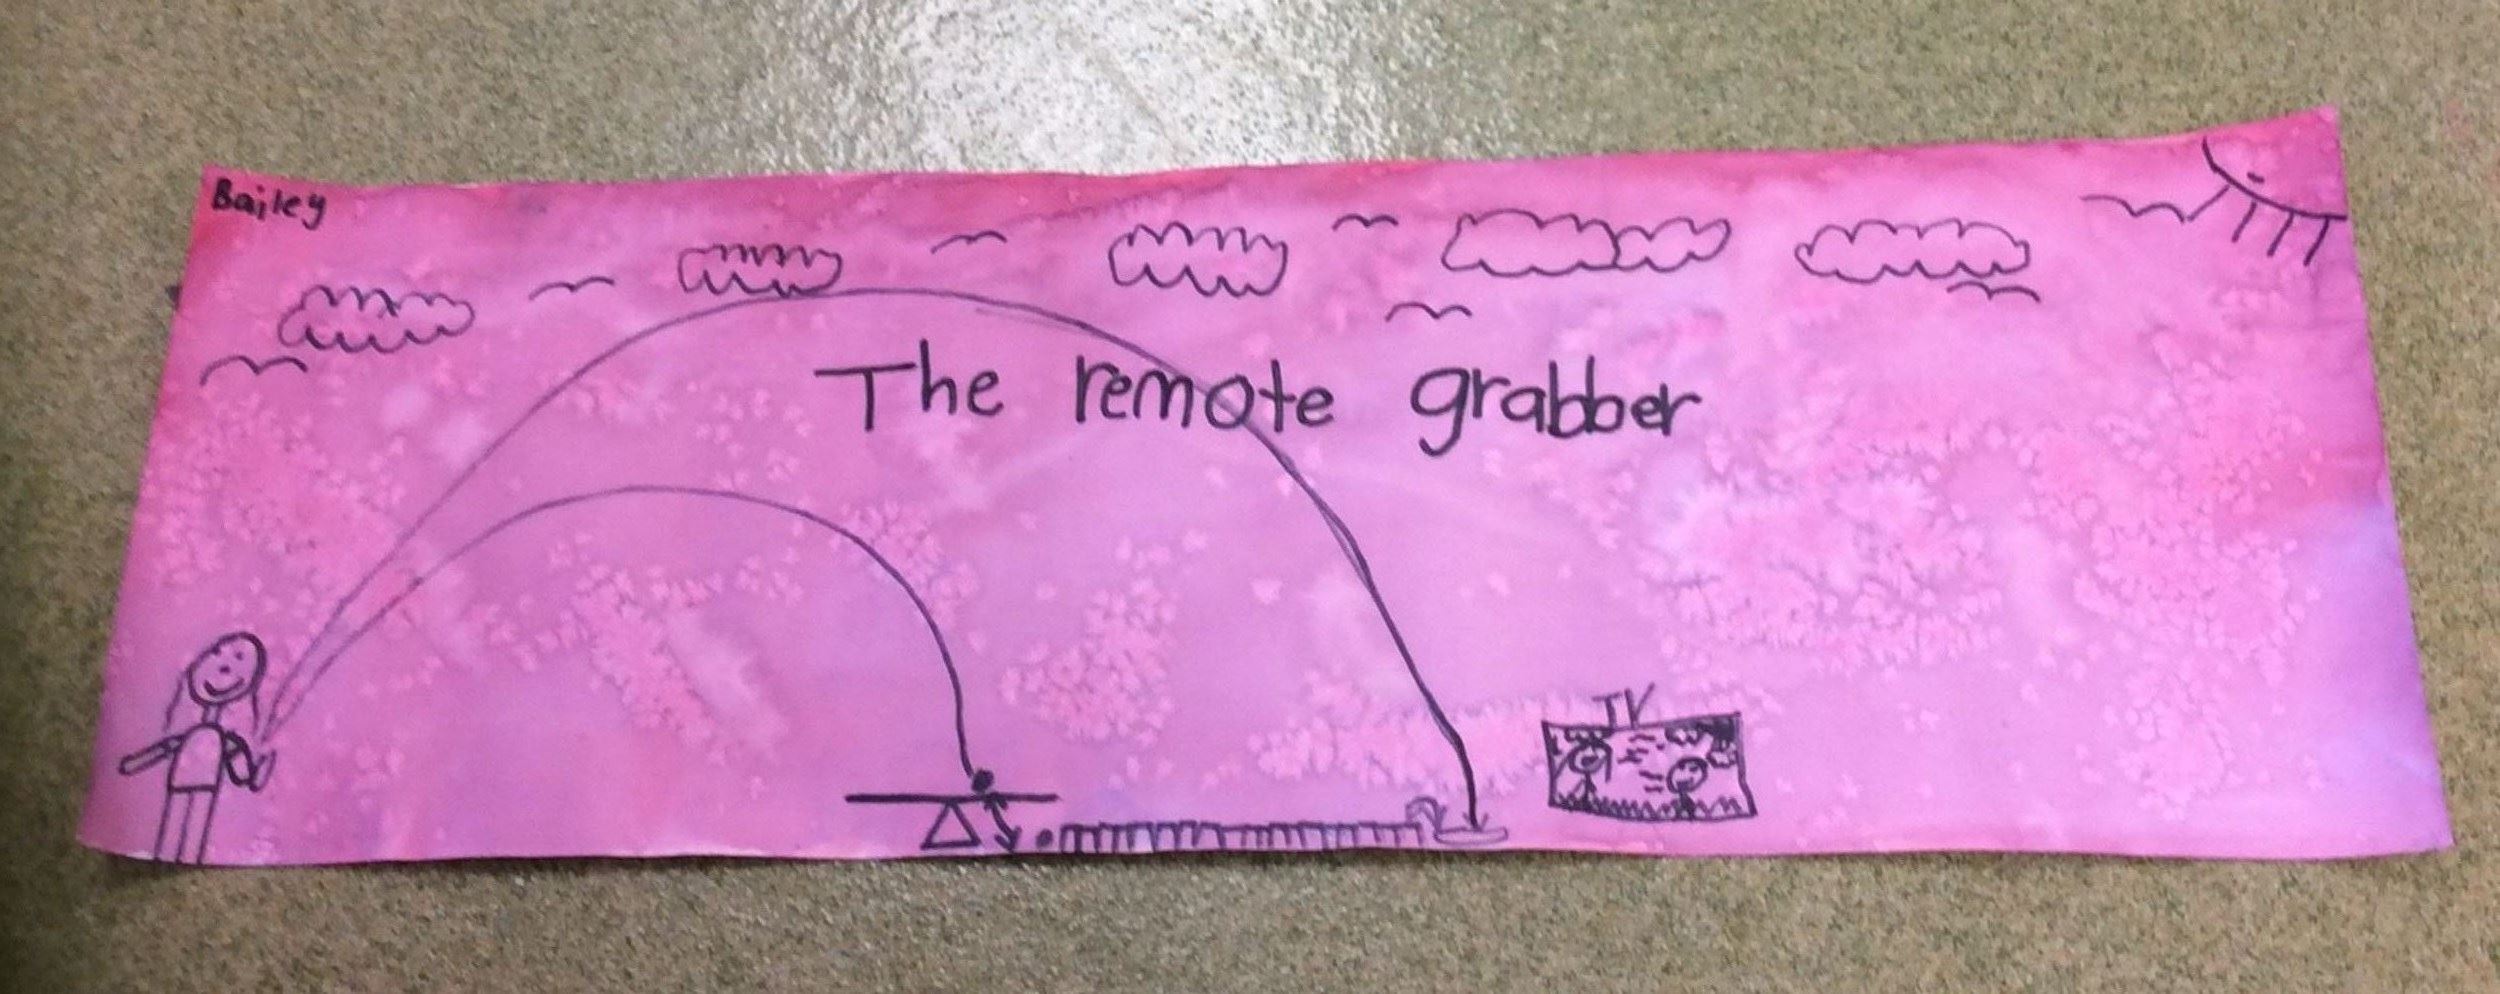 Bailey
The remote grabber
TV